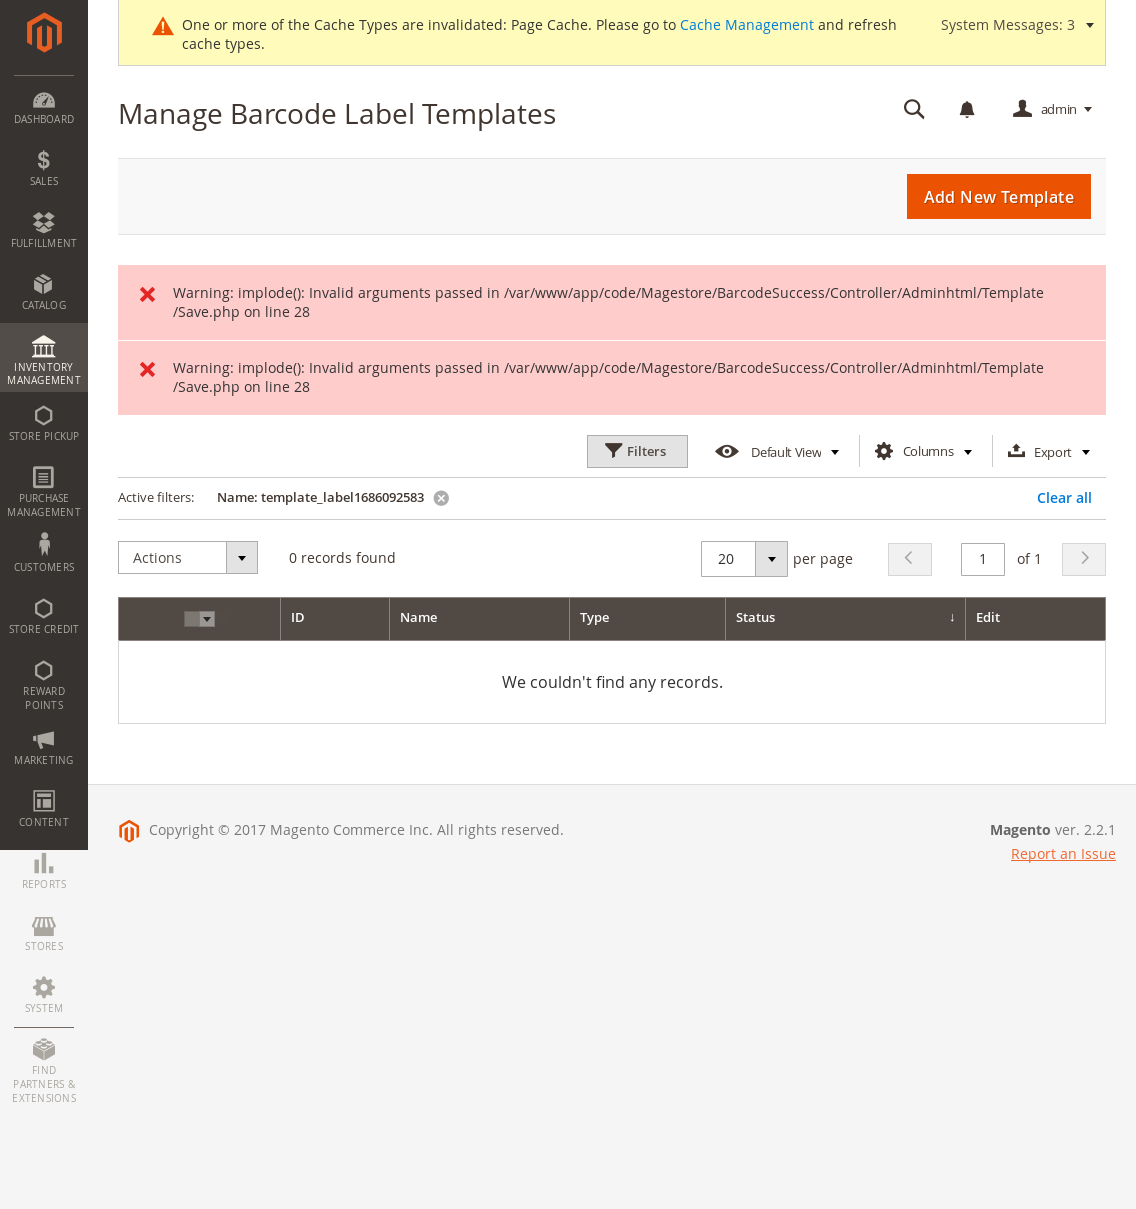 One or more of the Cache Types are invalidated: Page Cache. Please go to Cache Management and refresh
cache types.
System Messages: 3
Manage Barcode Label Templates
admin
Add New Template
Warning: implode(): Invalid arguments passed in /var/www/app/code/Magestore/BarcodeSuccess/Controller/Adminhtml/Template
/Save.php on line 28
Warning: implode(): Invalid arguments passed in /var/www/app/code/Magestore/BarcodeSuccess/Controller/Adminhtml/Template
/Save.php on line 28
Filters
Default View
Columns
Export
Active filters: Name: template_label1686092583
Clear all
Actions
0 records found
20 per page
1 of 1
ID Name Type Status ↓ Edit
We couldn't find any records.
Copyright © 2017 Magento Commerce Inc. All rights reserved.
Magento ver. 2.2.1
Report an Issue
DASHBOARD
SALES
FULFILLMENT
CATALOG
INVENTORY
MANAGEMENT
STORE PICKUP
PURCHASE
MANAGEMENT
CUSTOMERS
STORE CREDIT
REWARD
POINTS
MARKETING
CONTENT
REPORTS
STORES
SYSTEM
FIND
PARTNERS &
EXTENSIONS